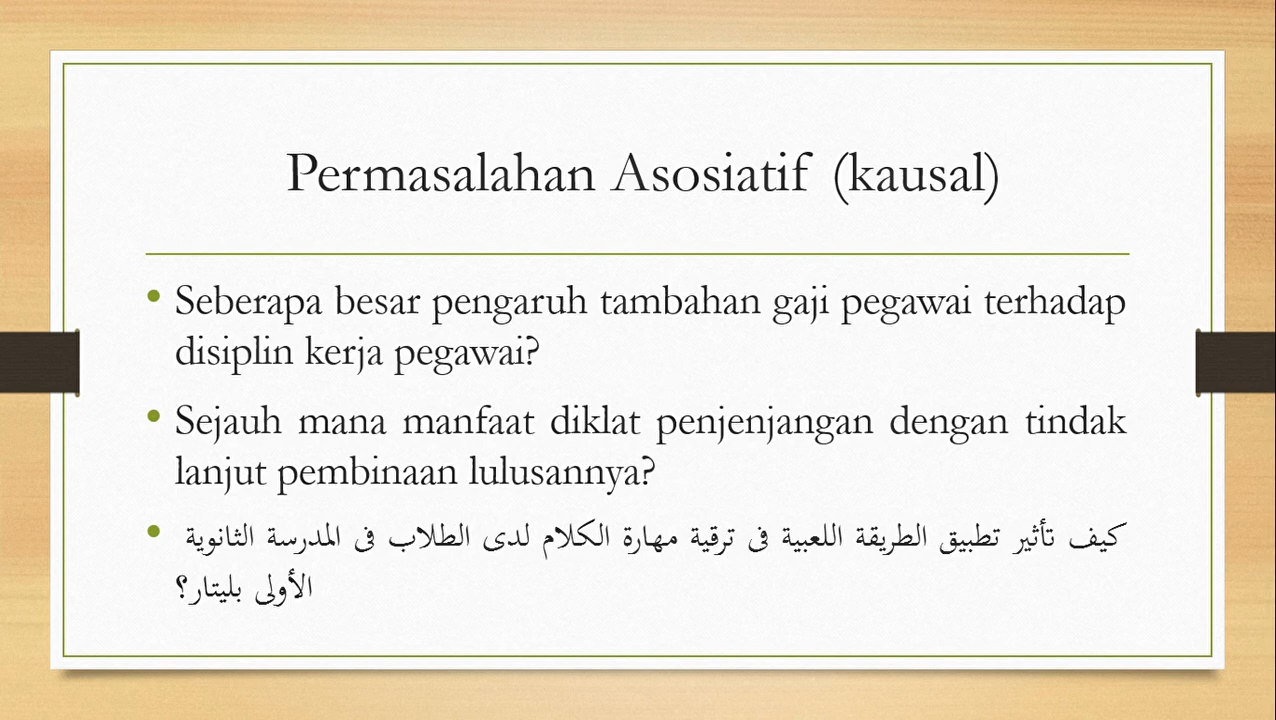 Permasalahan Asosiatif (kausal)
• Seberapa besar pengaruh tambahan gaji pegawai terhadap
disiplin kerja pegawai?
• Sejauh mana manfaat diklat penjenjangan dengan tindak
lanjut pembinaan lulusannya?
• كيف تأثير تطبيق الطريقة اللعبية فى ترقية مهارة الكلام لدى الطلاب فى المدرسة الثانوية
الأولى بليتار؟